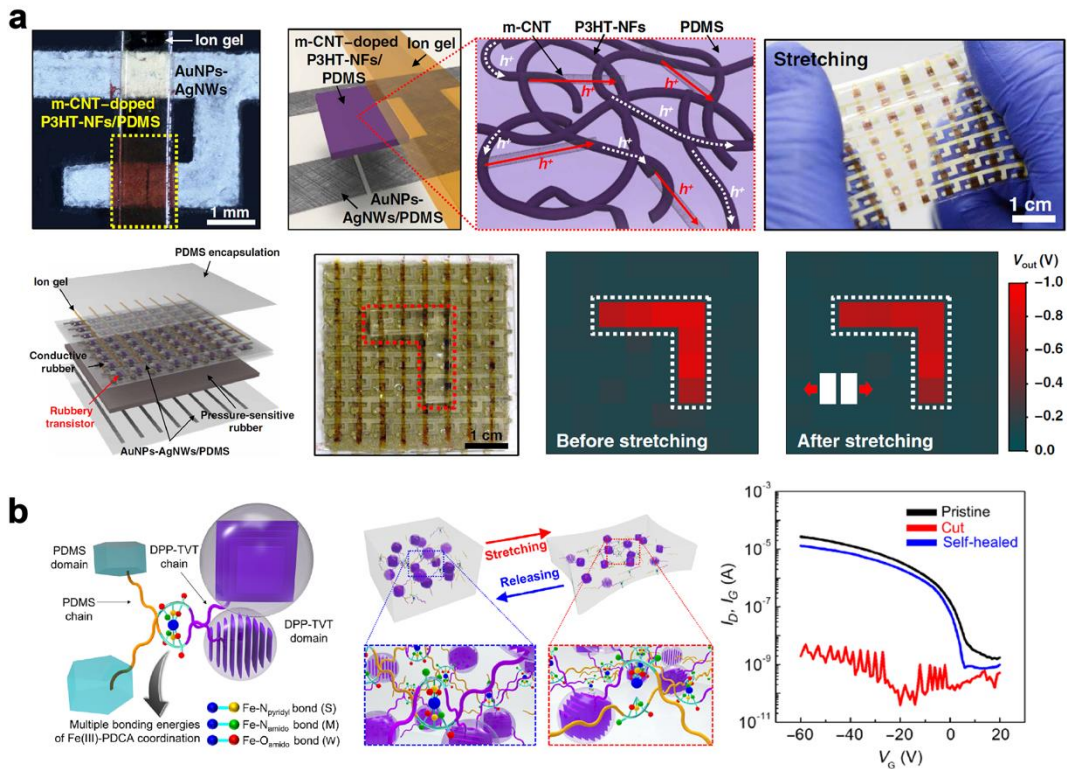 a
Ion gel
AuNPs-
AgNWs
m-CNT–doped
P3HT-NFs/PDMS
1 mm
m-CNT–doped
P3HT-NFs/
PDMS
Ion gel
AuNPs-
AgNWs/PDMS
m-CNT
P3HT-NFs
PDMS
h+
h+
h+
h+
h+
h+
h+
h+
h+
Stretching
1 cm
PDMS encapsulation
Ion gel
Conductive
rubber
Rubbery
transistor
Pressure-sensitive
rubber
AuNPs-AgNWs/PDMS
1 cm
Before stretching
After stretching
Vout (V)
−1.0
−0.8
−0.6
−0.4
−0.2
0.0
b
PDMS
domain
DPP-TVT
chain
PDMS
chain
DPP-TVT
domain
Multiple bonding energies
of Fe(III)-PDCA coordination
Fe-Npyridyl bond (S)
Fe-Namido bond (M)
Fe-Oamido bond (W)
Stretching
Releasing
Pristine
Cut
Self-healed
ID, IG (A)
10-3
10-5
10-7
10-9
10-11
-60 -40 -20 0 20
VG (V)